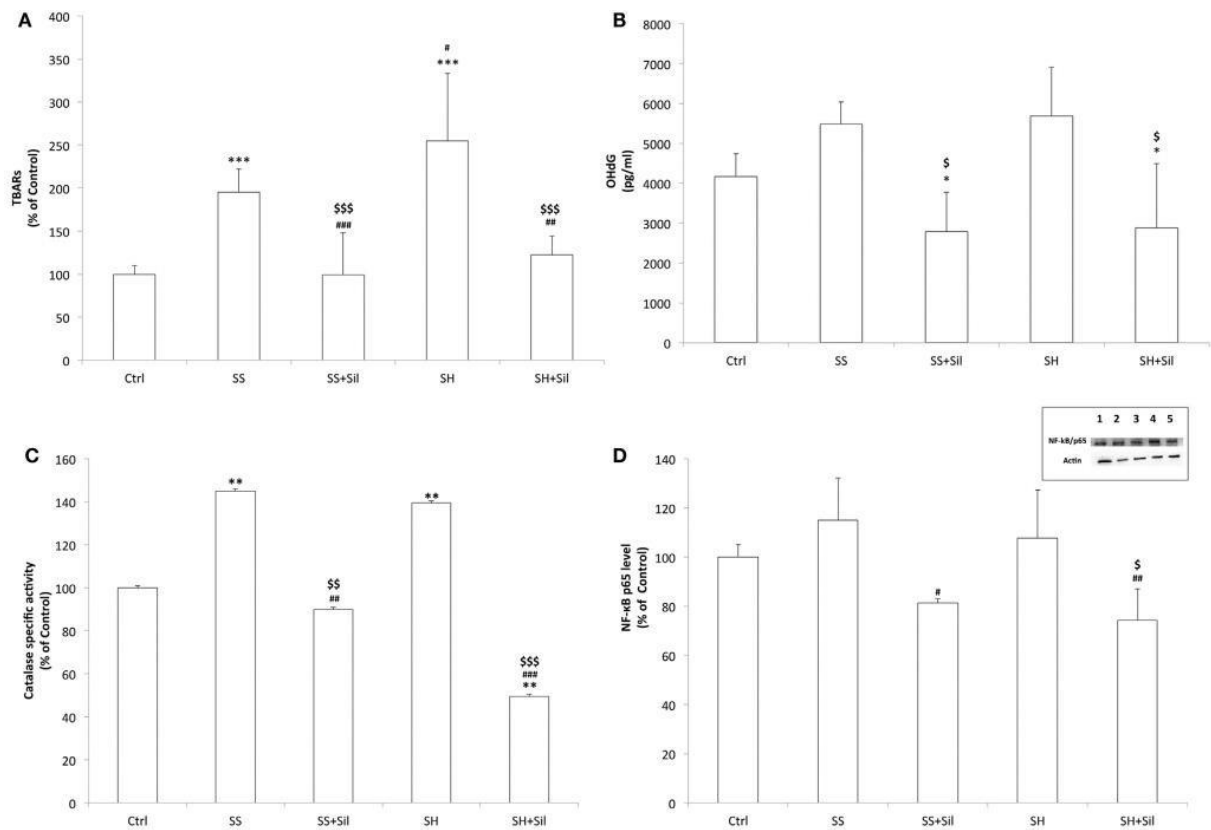 A
TBARs
(% of Control)
400
350
300
250
200
150
100
50
0
***
$$$
###
#
***
$$$
##
Ctrl
SS
SS+Sil
SH
SH+Sil
B
OHdG
(pg/ml)
8000
7000
6000
5000
4000
3000
2000
1000
0
$
*
$
*
Ctrl
SS
SS+Sil
SH
SH+Sil
C
Catalase specific activity
(% of Control)
160
140
120
100
80
60
40
20
0
**
$$
##
**
$$$
###
**
Ctrl
SS
SS+Sil
SH
SH+Sil
D
1 2 3 4 5
NF-kB/p65
Actin
NF-κB p65 level
(% of Control)
140
120
100
80
60
40
20
0
#
$
##
Ctrl
SS
SS+Sil
SH
SH+Sil